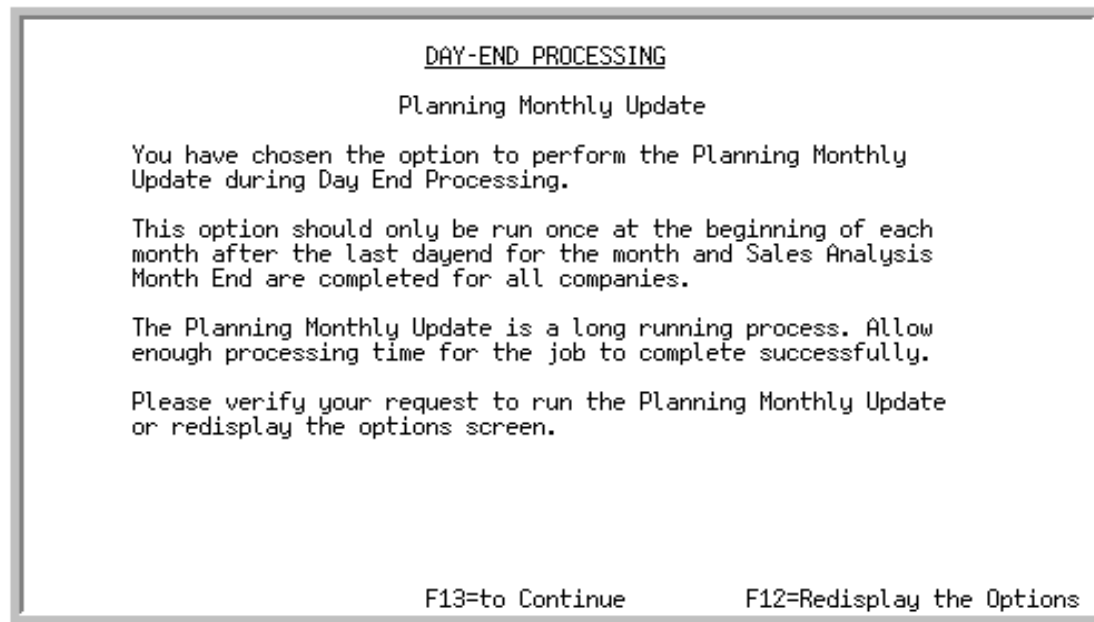 DAY-END PROCESSING
Planning Monthly Update
You have chosen the option to perform the Planning Monthly
Update during Day End Processing.
This option should only be run once at the beginning of each
month after the last dayend for the month and Sales Analysis
Month End are completed for all companies.
The Planning Monthly Update is a long running process. Allow
enough processing time for the job to complete successfully.
Please verify your request to run the Planning Monthly Update
or redisplay the options screen.
F13=to Continue F12=Redisplay the Options